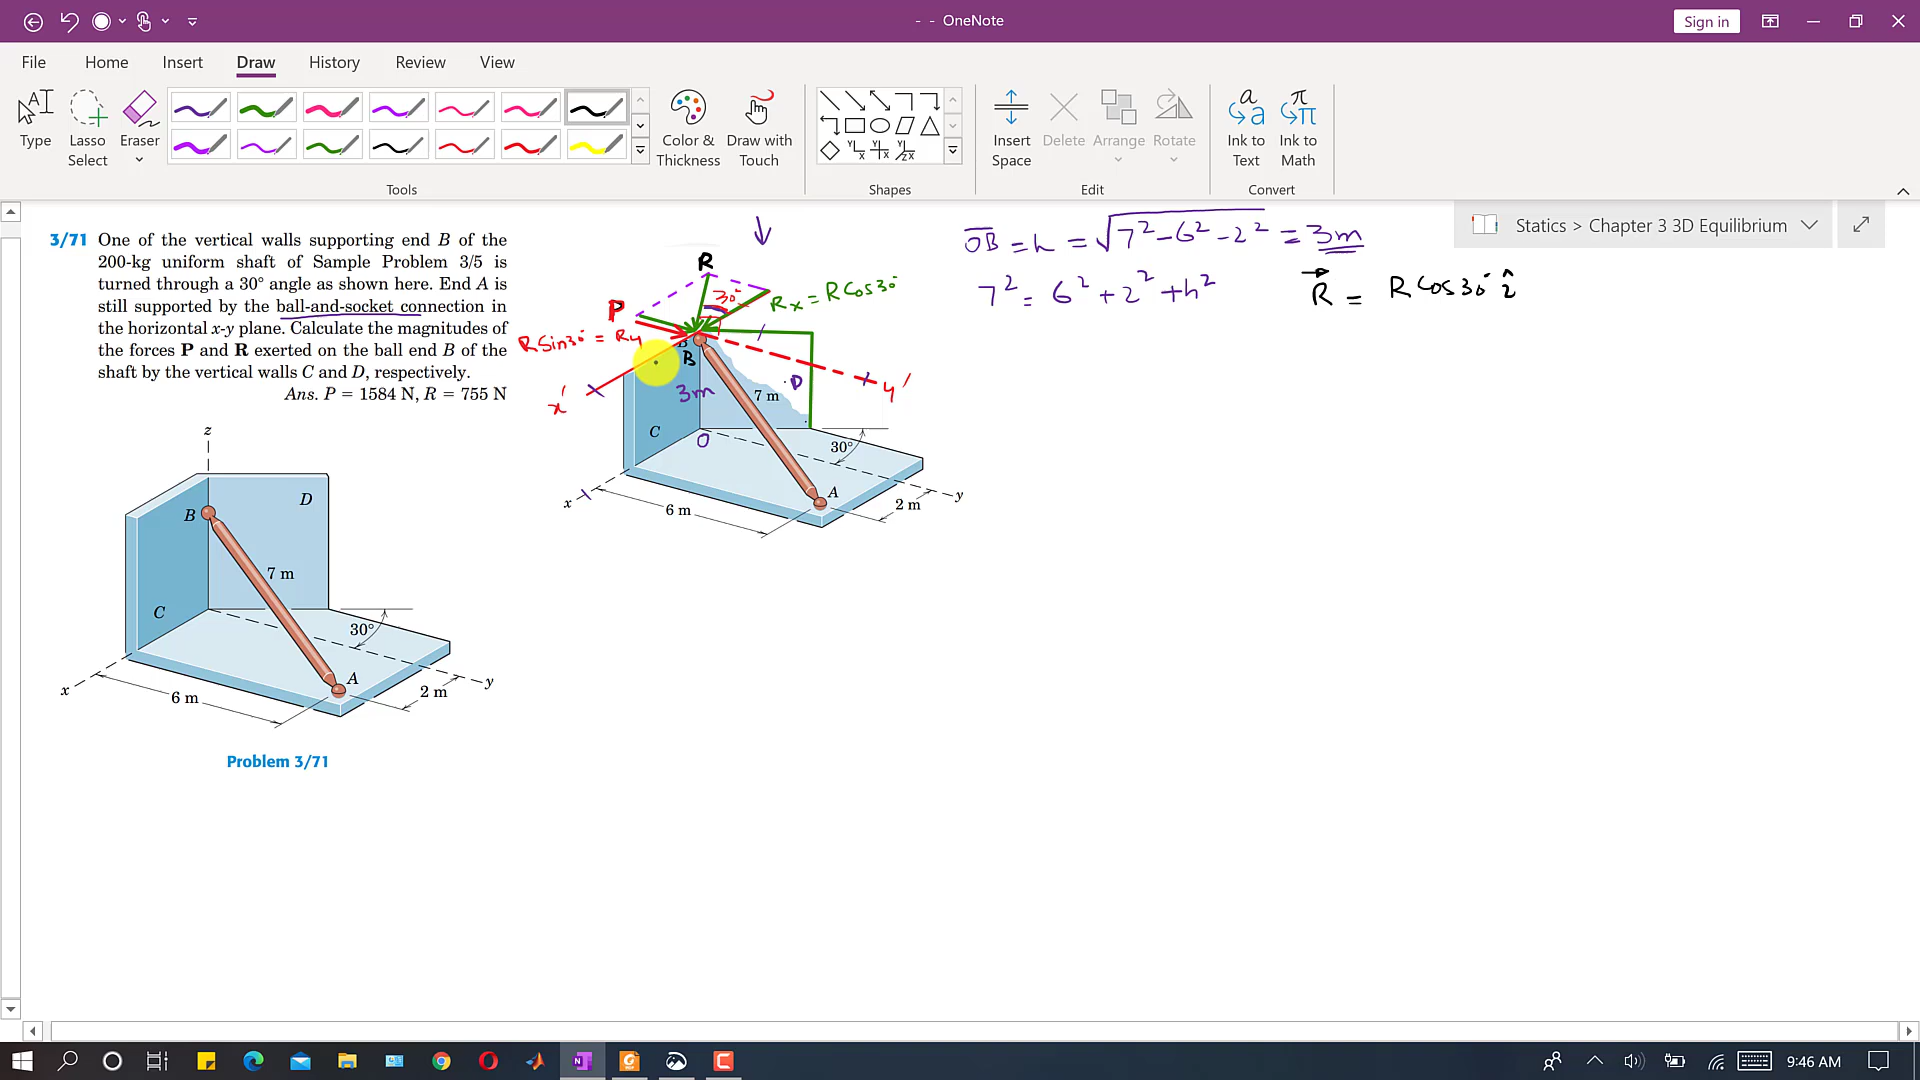 - - OneNote
Sign in
File Home Insert Draw History Review View
Type
Lasso Select
Eraser
Color & Thickness
Draw with Touch
Insert Space
Delete
Arrange
Rotate
Ink to Text
Ink to Math
Tools
Shapes
Edit
Convert
Statics > Chapter 3 3D Equilibrium
3/71 One of the vertical walls supporting end B of the
200-kg uniform shaft of Sample Problem 3/5 is
turned through a 30° angle as shown here. End A is
still supported by the ball-and-socket connection in
the horizontal x-y plane. Calculate the magnitudes of
the forces P and R exerted on the ball end B of the
shaft by the vertical walls C and D, respectively.
Ans. P = 1584 N, R = 755 N
z
D
B
7 m
C
30°
A
x
6 m
2 m
y
Problem 3/71
R
P
30°
Rx = R Cos30°
R Sin30° = Ry
B
B
x'
3m
D
7 m
y'
C
O
30°
A
x
6 m
2 m
y
OB = h = √7² - 6² - 2² = 3m
7² = 6² + 2² + h²
R = R Cos30° î
9:46 AM